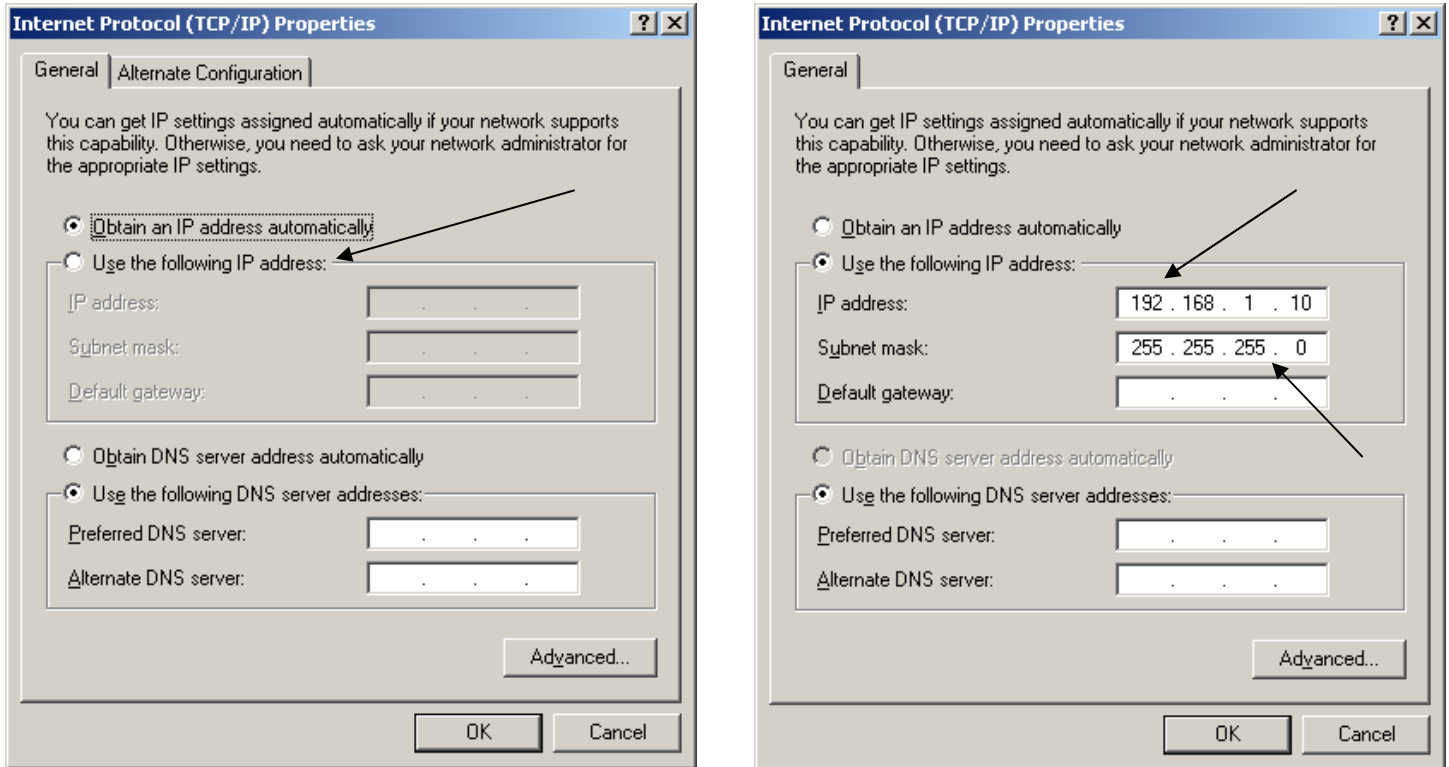 Internet Protocol (TCP/IP) Properties
General
Alternate Configuration
You can get IP settings assigned automatically if your network supports
this capability. Otherwise, you need to ask your network administrator for
the appropriate IP settings.
Obtain an IP address automatically
Use the following IP address:
IP address:
Subnet mask:
Default gateway:
Obtain DNS server address automatically
Use the following DNS server addresses:
Preferred DNS server:
Alternate DNS server:
Advanced...
OK
Cancel
Internet Protocol (TCP/IP) Properties
General
You can get IP settings assigned automatically if your network supports
this capability. Otherwise, you need to ask your network administrator for
the appropriate IP settings.
Obtain an IP address automatically
Use the following IP address:
IP address: 192 . 168 . 1 . 10
Subnet mask: 255 . 255 . 255 . 0
Default gateway:
Obtain DNS server address automatically
Use the following DNS server addresses:
Preferred DNS server:
Alternate DNS server:
Advanced...
OK
Cancel